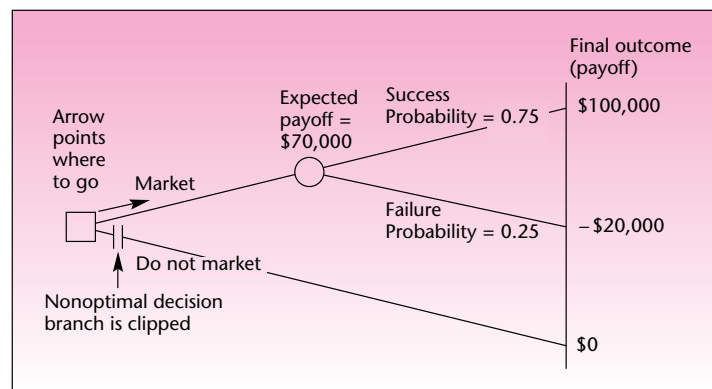 Final outcome
(payoff)
Arrow
points
where
to go
Expected
payoff =
$70,000
Success
Probability = 0.75
$100,000
Market
Failure
Probability = 0.25
–$20,000
Do not market
Nonoptimal decision
branch is clipped
$0